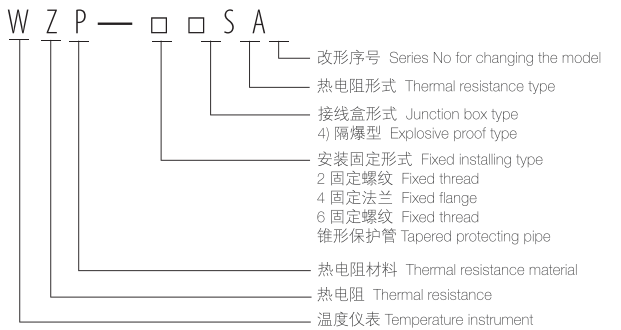 WZP—□□SA
改形序号 Series No for changing the model
热电阻形式 Thermal resistance type
接线盒形式 Junction box type
4) 隔爆型 Explosive proof type
安装固定形式 Fixed installing type
2 固定螺纹 Fixed thread
4 固定法兰 Fixed flange
6 固定螺纹 Fixed thread
锥形保护管 Tapered protecting pipe
热电阻材料 Thermal resistance material
热电阻 Thermal resistance
温度仪表 Temperature instrument